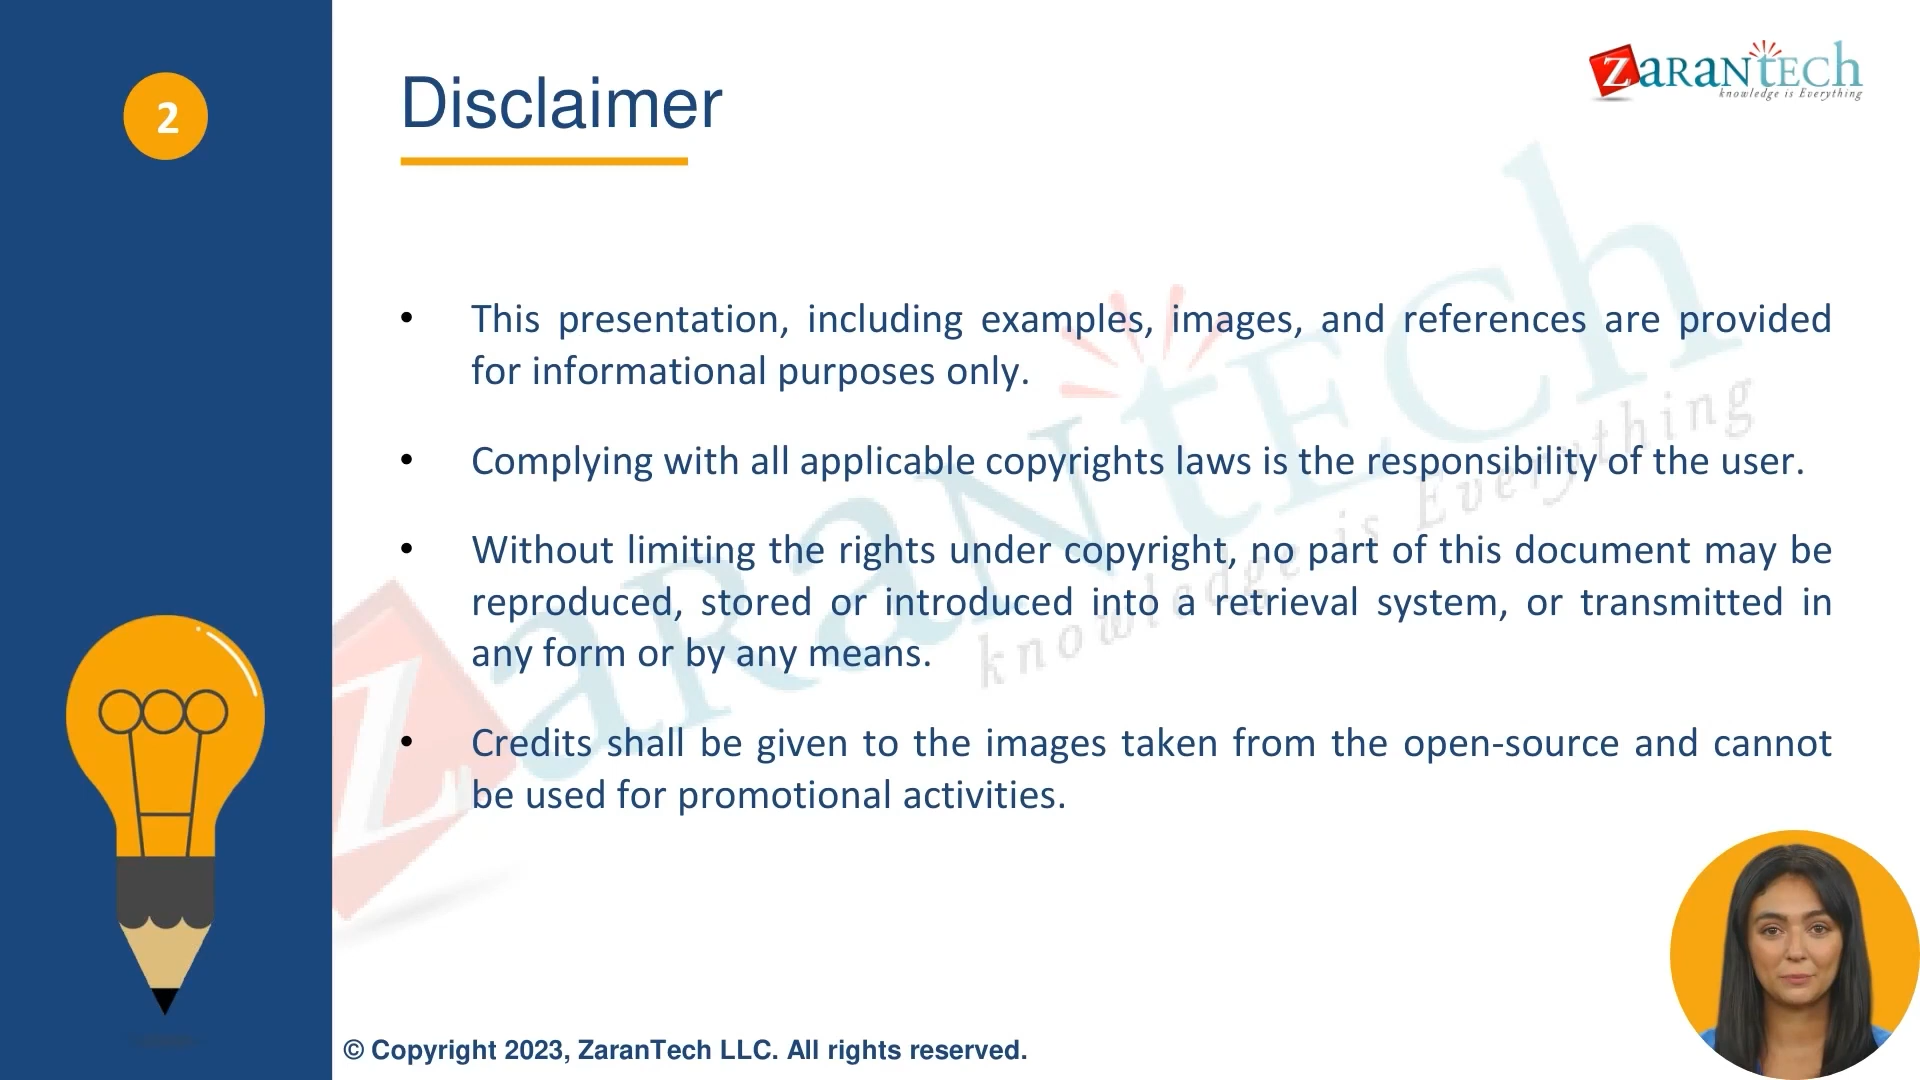 2
Disclaimer
ZaranTech
knowledge is Everything
• This presentation, including examples, images, and references are provided
for informational purposes only.
• Complying with all applicable copyrights laws is the responsibility of the user.
• Without limiting the rights under copyright, no part of this document may be
reproduced, stored or introduced into a retrieval system, or transmitted in
any form or by any means.
• Credits shall be given to the images taken from the open-source and cannot
be used for promotional activities.
ZaranTech
knowledge is Everything
© Copyright 2023, ZaranTech LLC. All rights reserved.